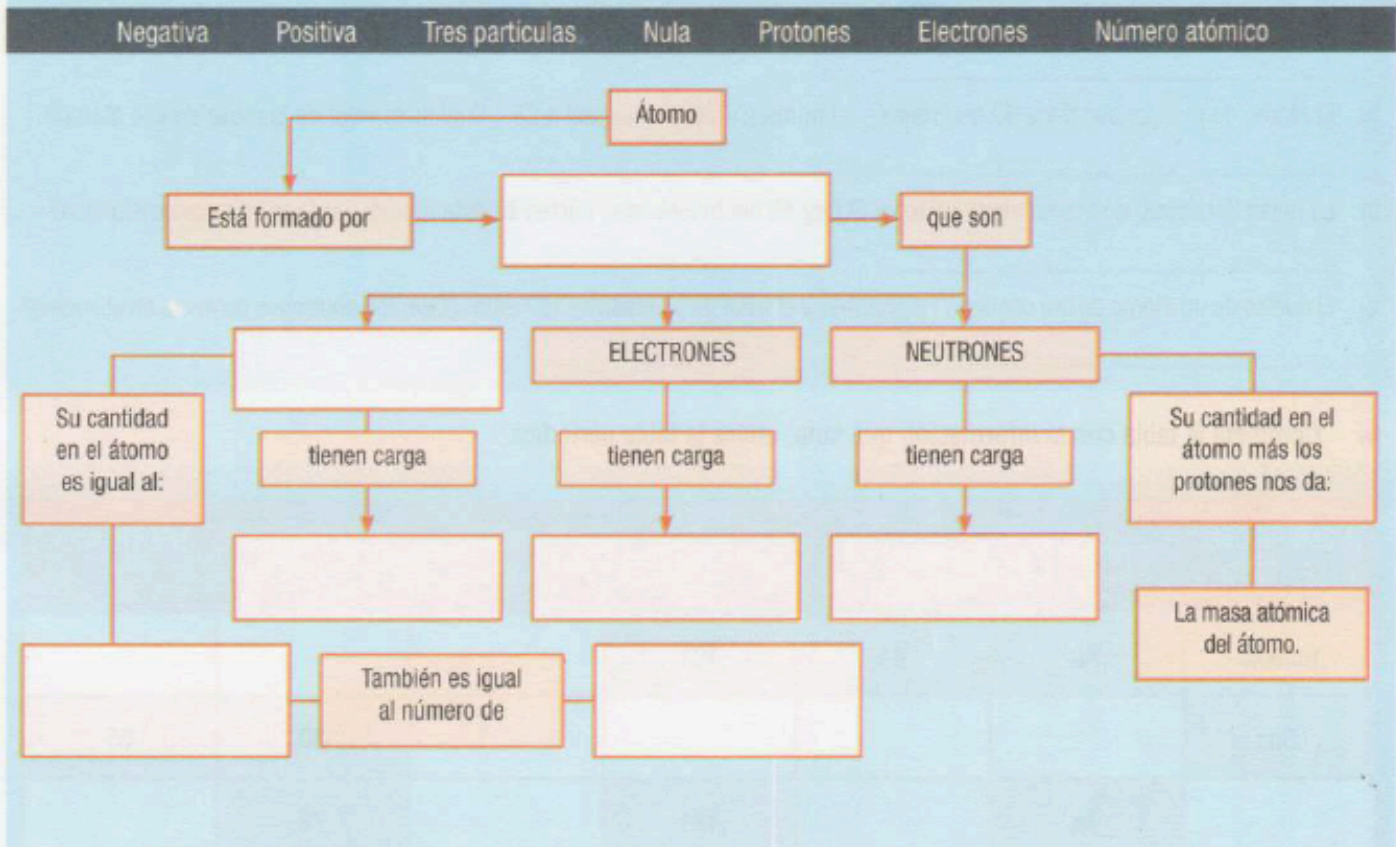 Negativa Positiva Tres partículas Nula Protones Electrones Número atómico
Átomo
Está formado por
que son
ELECTRONES
NEUTRONES
Su cantidad
en el átomo
es igual al:
tienen carga
tienen carga
tienen carga
Su cantidad en el
átomo más los
protones nos da:
La masa atómica
del átomo.
También es igual
al número de